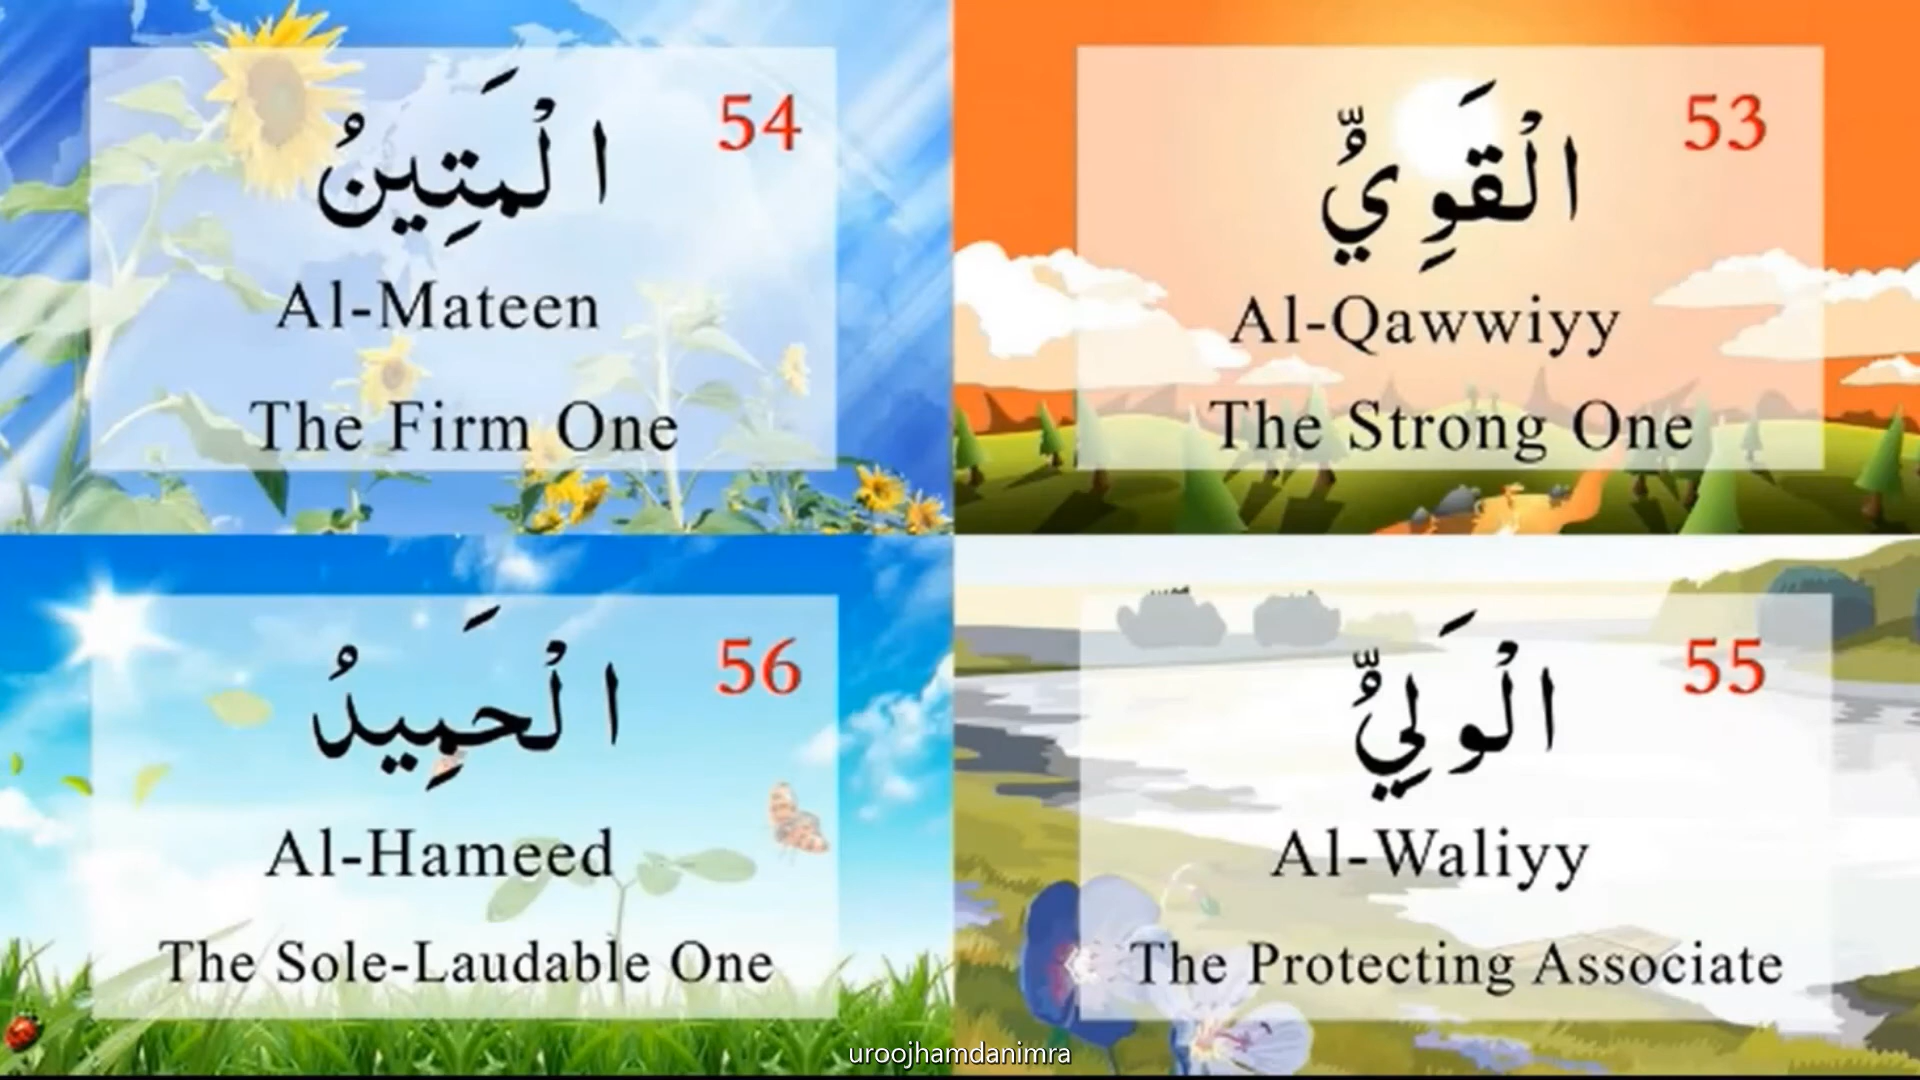 53
الْقَوِيُّ
Al-Qawwiyy
The Strong One
54
الْمَتِينُ
Al-Mateen
The Firm One
55
الْوَلِيُّ
Al-Waliyy
The Protecting Associate
56
الْحَمِيدُ
Al-Hameed
The Sole-Laudable One
uroojhamdanimra